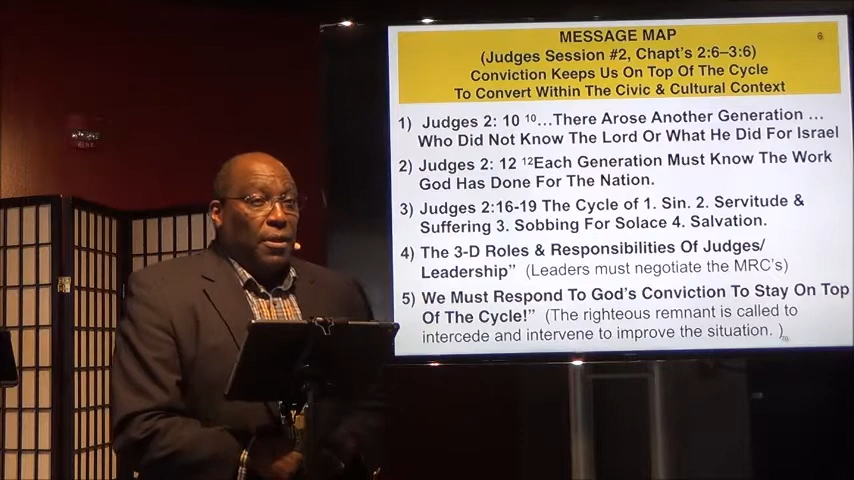 MESSAGE MAP
6
(Judges Session #2, Chapt's 2:6–3:6)
Conviction Keeps Us On Top Of The Cycle
To Convert Within The Civic & Cultural Context
1) Judges 2: 10 ¹⁰…There Arose Another Generation …
Who Did Not Know The Lord Or What He Did For Israel
2) Judges 2: 12 ¹²Each Generation Must Know The Work
God Has Done For The Nation.
3) Judges 2:16-19 The Cycle of 1. Sin. 2. Servitude &
Suffering 3. Sobbing For Solace 4. Salvation.
4) The 3-D Roles & Responsibilities Of Judges/
Leadership” (Leaders must negotiate the MRC’s)
5) We Must Respond To God’s Conviction To Stay On Top
Of The Cycle!” (The righteous remnant is called to
intercede and intervene to improve the situation. )